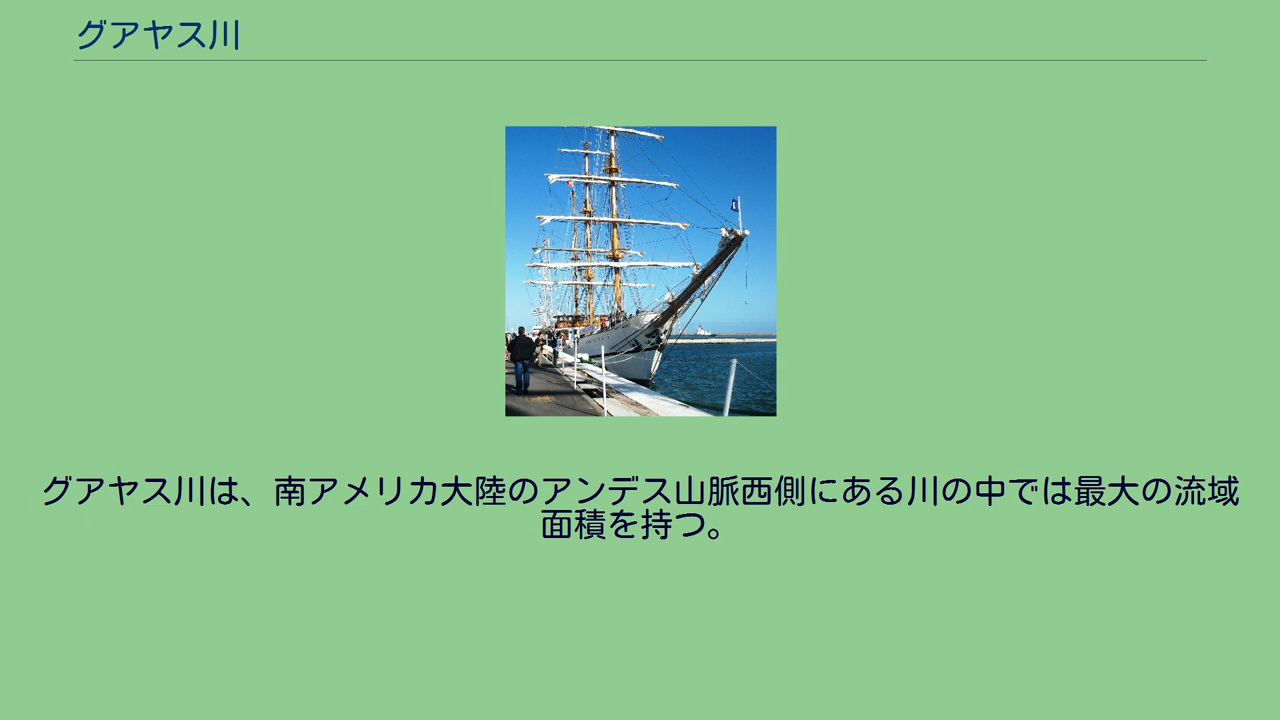 グアヤス川
グアヤス川は、南アメリカ大陸のアンデス山脈西側にある川の中では最大の流域
面積を持つ。